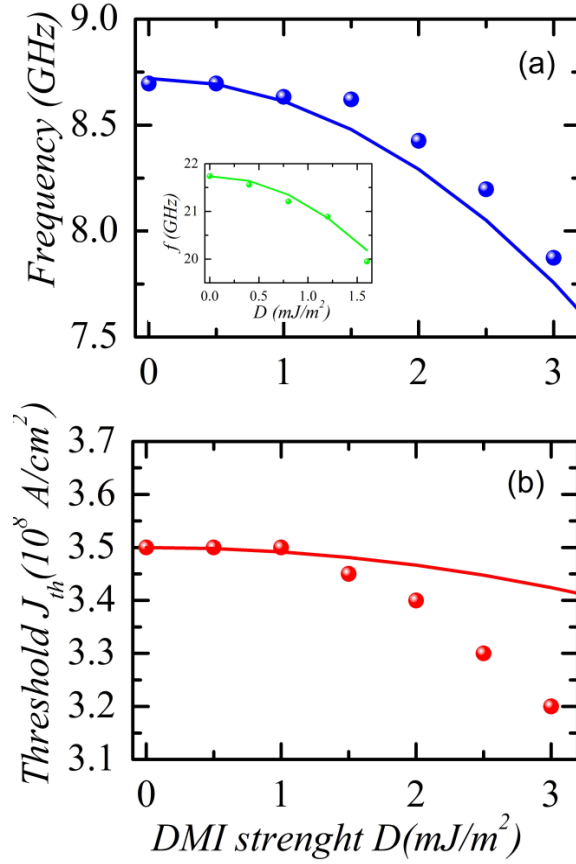 9.0
8.5
8.0
7.5
Frequency (GHz)
(a)
22
21
20
f (GHz)
0.0 0.5 1.0 1.5
D (mJ/m²)
0 1 2 3
3.7
3.6
3.5
3.4
3.3
3.2
3.1
Threshold J_th (10⁸ A/cm²)
(b)
0 1 2 3
DMI strenght D(mJ/m²)